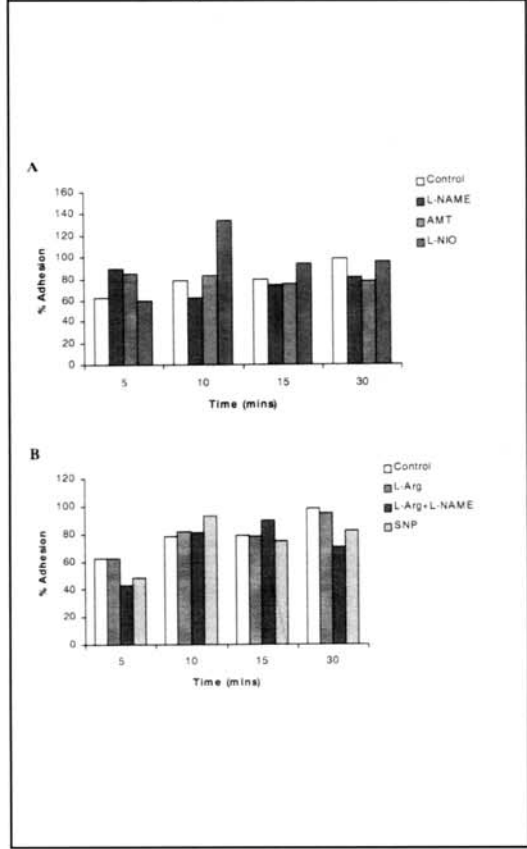 A
160
140
120
100
80
60
40
20
0
% Adhesion
5 10 15 30
Time (mins)
Control
L-NAME
AMT
L-NIO
B
120
100
80
60
40
20
0
% Adhesion
5 10 15 30
Time (mins)
Control
L-Arg
L-Arg+L-NAME
SNP